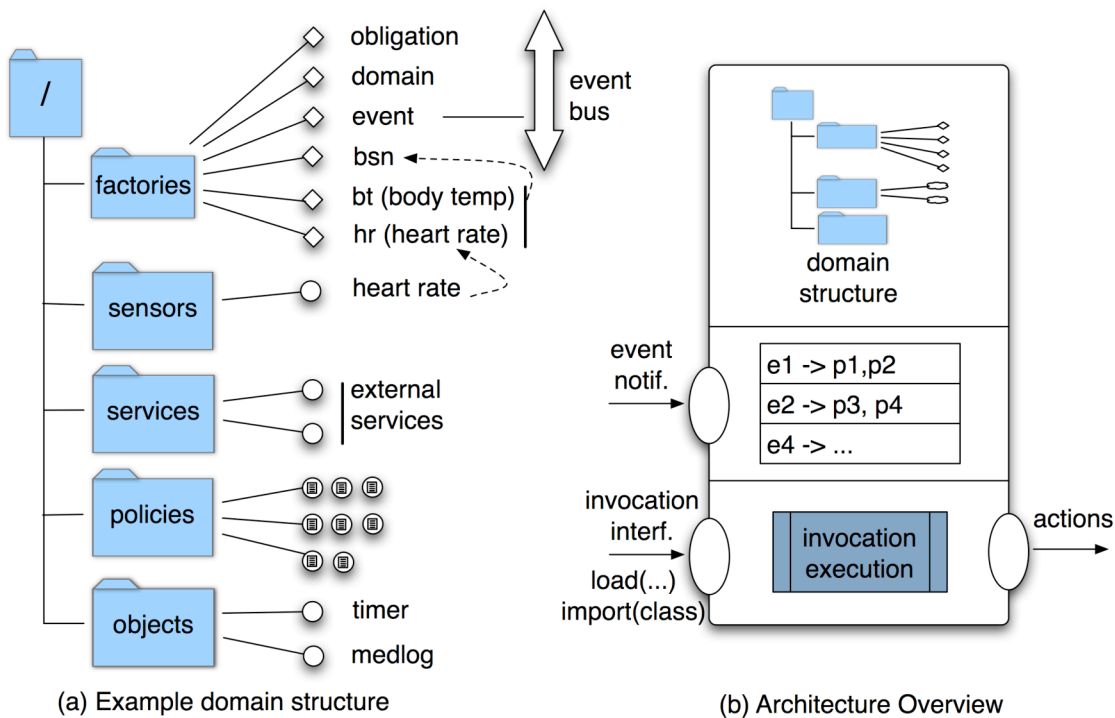 /
factories
obligation
domain
event
bsn
bt (body temp)
hr (heart rate)
event
bus
sensors
heart rate
services
external
services
policies
objects
timer
medlog
(a) Example domain structure
domain
structure
event
notif.
e1 -> p1,p2
e2 -> p3, p4
e4 -> ...
invocation
interf.
load(...)
import(class)
invocation
execution
actions
(b) Architecture Overview